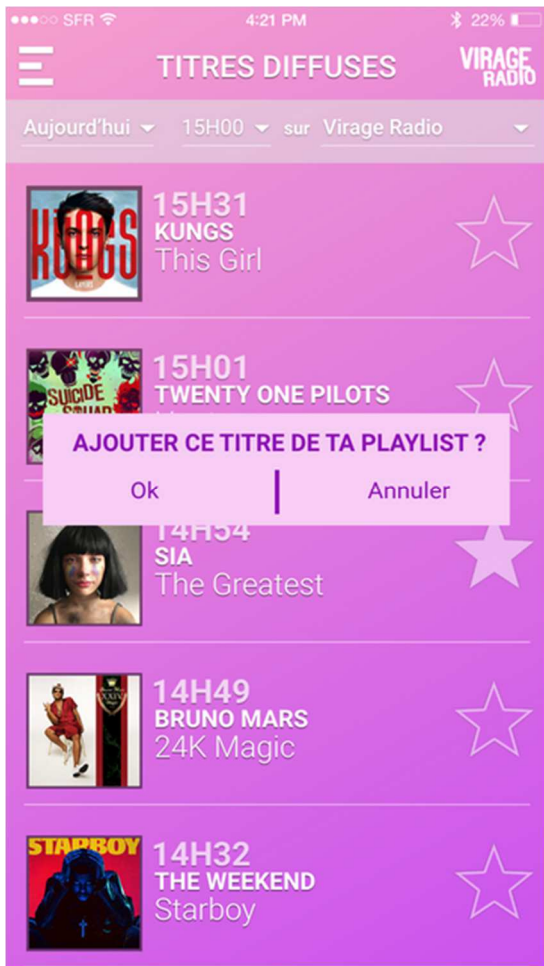 SFR 4:21 PM 22%
TITRES DIFFUSES
VIRAGE
RADIO
Aujourd'hui 15H00 sur Virage Radio
15H31
KUNGS
This Girl
KUNGS
LAYERS
15H01
TWENTY ONE PILOTS
SUICIDE
SQUAD
AJOUTER CE TITRE DE TA PLAYLIST ?
Ok Annuler
14H54
SIA
The Greatest
14H49
BRUNO MARS
24K Magic
STARBOY
14H32
THE WEEKEND
Starboy